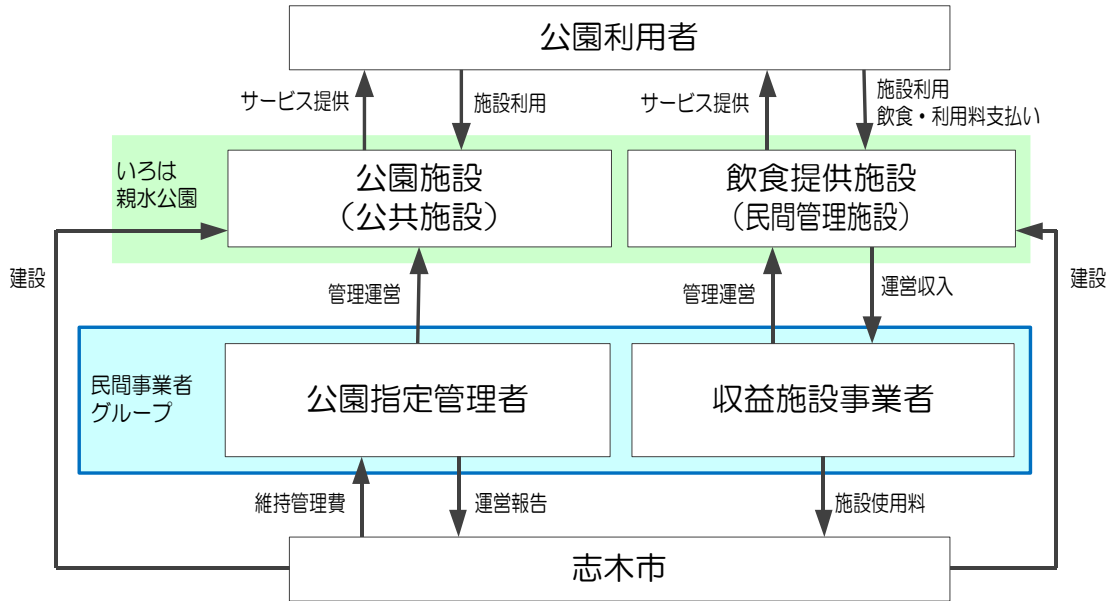 公園利用者
サービス提供
施設利用
サービス提供
施設利用
飲食・利用料支払い
いろは
親水公園
公園施設
(公共施設)
飲食提供施設
(民間管理施設)
建設
管理運営
管理運営
運営収入
建設
民間事業者
グループ
公園指定管理者
収益施設事業者
維持管理費
運営報告
施設使用料
志木市